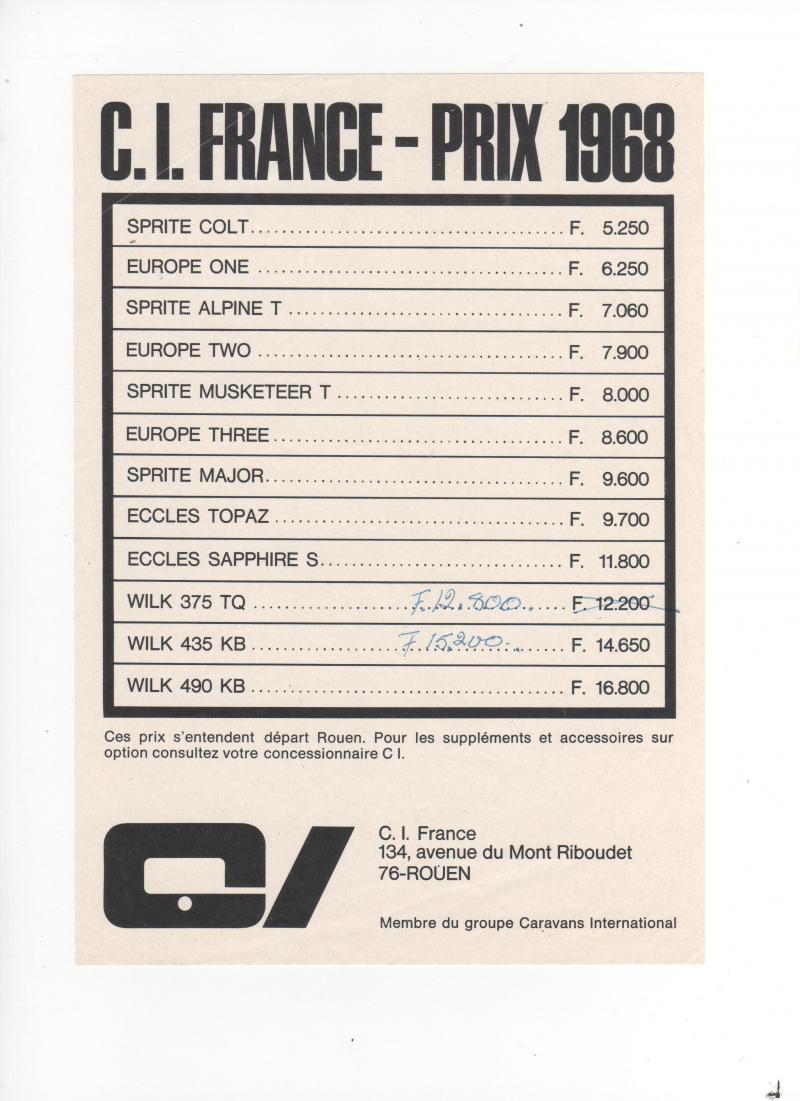 C. I. FRANCE - PRIX 1968
SPRITE COLT........................................ F. 5.250
EUROPE ONE ........................................ F. 6.250
SPRITE ALPINE T .................................... F. 7.060
EUROPE TWO ........................................ F. 7.900
SPRITE MUSKETEER T .............................. F. 8.000
EUROPE THREE...................................... F. 8.600
SPRITE MAJOR....................................... F. 9.600
ECCLES TOPAZ ...................................... F. 9.700
ECCLES SAPPHIRE S................................ F. 11.800
WILK 375 TQ .................... F. 12.800 ...... F. 12.200
WILK 435 KB .................... F. 15.200 ...... F. 14.650
WILK 490 KB ........................................ F. 16.800
Ces prix s'entendent départ Rouen. Pour les suppléments et accessoires sur
option consultez votre concessionnaire C I.
CI
C. I. France
134, avenue du Mont Riboudet
76-ROÜEN
Membre du groupe Caravans International